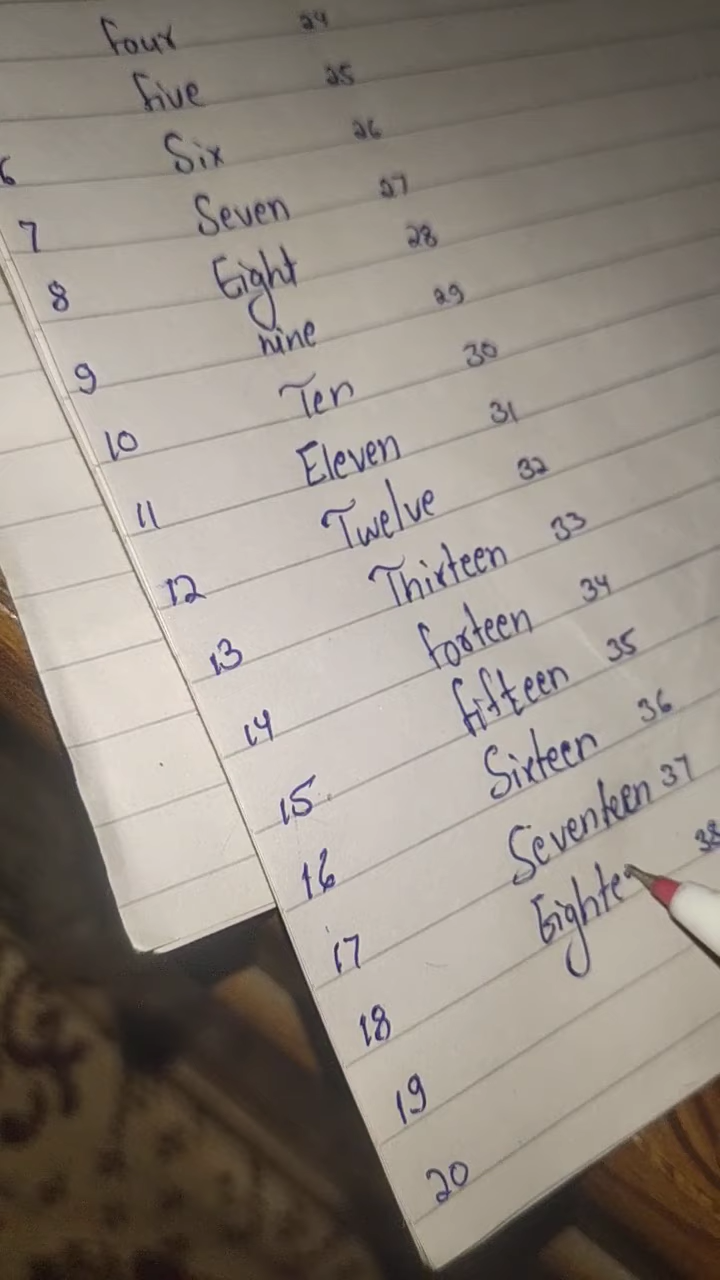 four 24
five 25
6 Six 26
7 Seven 27
8 Eight 28
9 nine 29
10 Ten 30
11 Eleven 31
12 Twelve 32
13 Thirteen 33
14 forteen 34
15 fifteen 35
16 Sixteen 36
17 Seventeen 37
18 Eighte 38
19
20